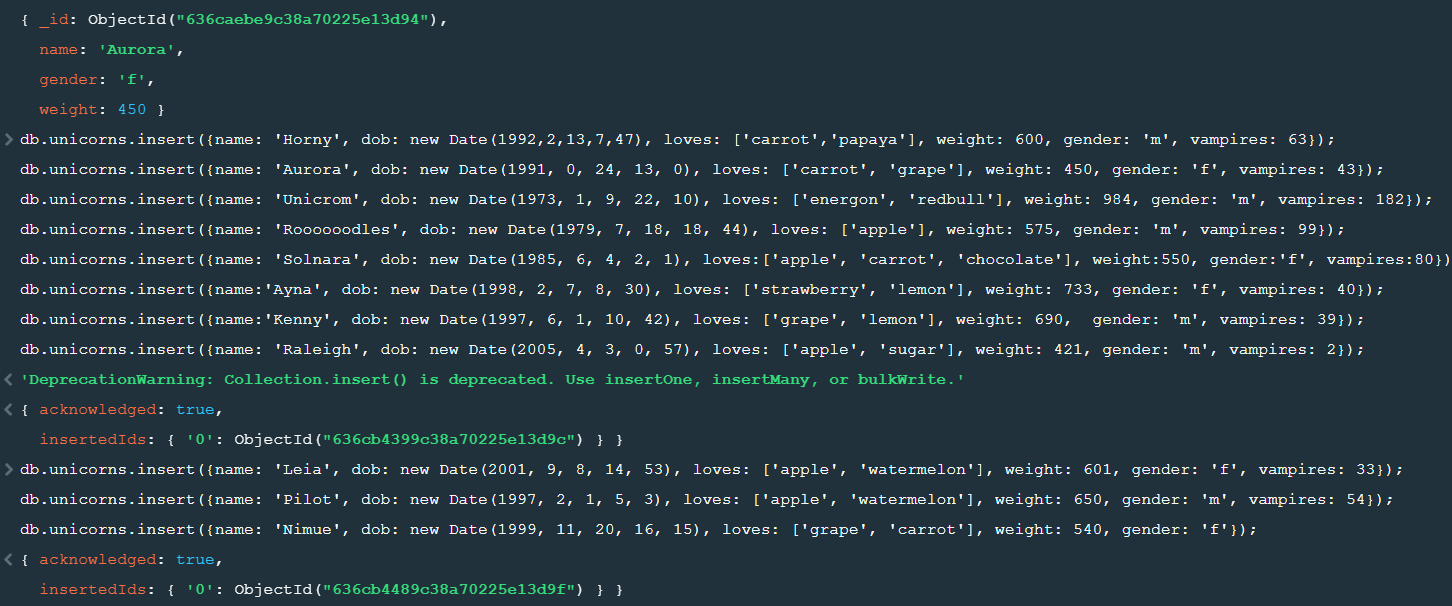 { _id: ObjectId("636caebe9c38a70225e13d94"),
name: 'Aurora',
gender: 'f',
weight: 450 }
> db.unicorns.insert({name: 'Horny', dob: new Date(1992,2,13,7,47), loves: ['carrot','papaya'], weight: 600, gender: 'm', vampires: 63});
db.unicorns.insert({name: 'Aurora', dob: new Date(1991, 0, 24, 13, 0), loves: ['carrot', 'grape'], weight: 450, gender: 'f', vampires: 43});
db.unicorns.insert({name: 'Unicrom', dob: new Date(1973, 1, 9, 22, 10), loves: ['energon', 'redbull'], weight: 984, gender: 'm', vampires: 182});
db.unicorns.insert({name: 'Roooooodles', dob: new Date(1979, 7, 18, 18, 44), loves: ['apple'], weight: 575, gender: 'm', vampires: 99});
db.unicorns.insert({name: 'Solnara', dob: new Date(1985, 6, 4, 2, 1), loves:['apple', 'carrot', 'chocolate'], weight:550, gender:'f', vampires:80})
db.unicorns.insert({name:'Ayna', dob: new Date(1998, 2, 7, 8, 30), loves: ['strawberry', 'lemon'], weight: 733, gender: 'f', vampires: 40});
db.unicorns.insert({name:'Kenny', dob: new Date(1997, 6, 1, 10, 42), loves: ['grape', 'lemon'], weight: 690,  gender: 'm', vampires: 39});
db.unicorns.insert({name: 'Raleigh', dob: new Date(2005, 4, 3, 0, 57), loves: ['apple', 'sugar'], weight: 421, gender: 'm', vampires: 2});
< 'DeprecationWarning: Collection.insert() is deprecated. Use insertOne, insertMany, or bulkWrite.'
< { acknowledged: true,
insertedIds: { '0': ObjectId("636cb4399c38a70225e13d9c") } }
> db.unicorns.insert({name: 'Leia', dob: new Date(2001, 9, 8, 14, 53), loves: ['apple', 'watermelon'], weight: 601, gender: 'f', vampires: 33});
db.unicorns.insert({name: 'Pilot', dob: new Date(1997, 2, 1, 5, 3), loves: ['apple', 'watermelon'], weight: 650, gender: 'm', vampires: 54});
db.unicorns.insert({name: 'Nimue', dob: new Date(1999, 11, 20, 16, 15), loves: ['grape', 'carrot'], weight: 540, gender: 'f'});
< { acknowledged: true,
insertedIds: { '0': ObjectId("636cb4489c38a70225e13d9f") } }